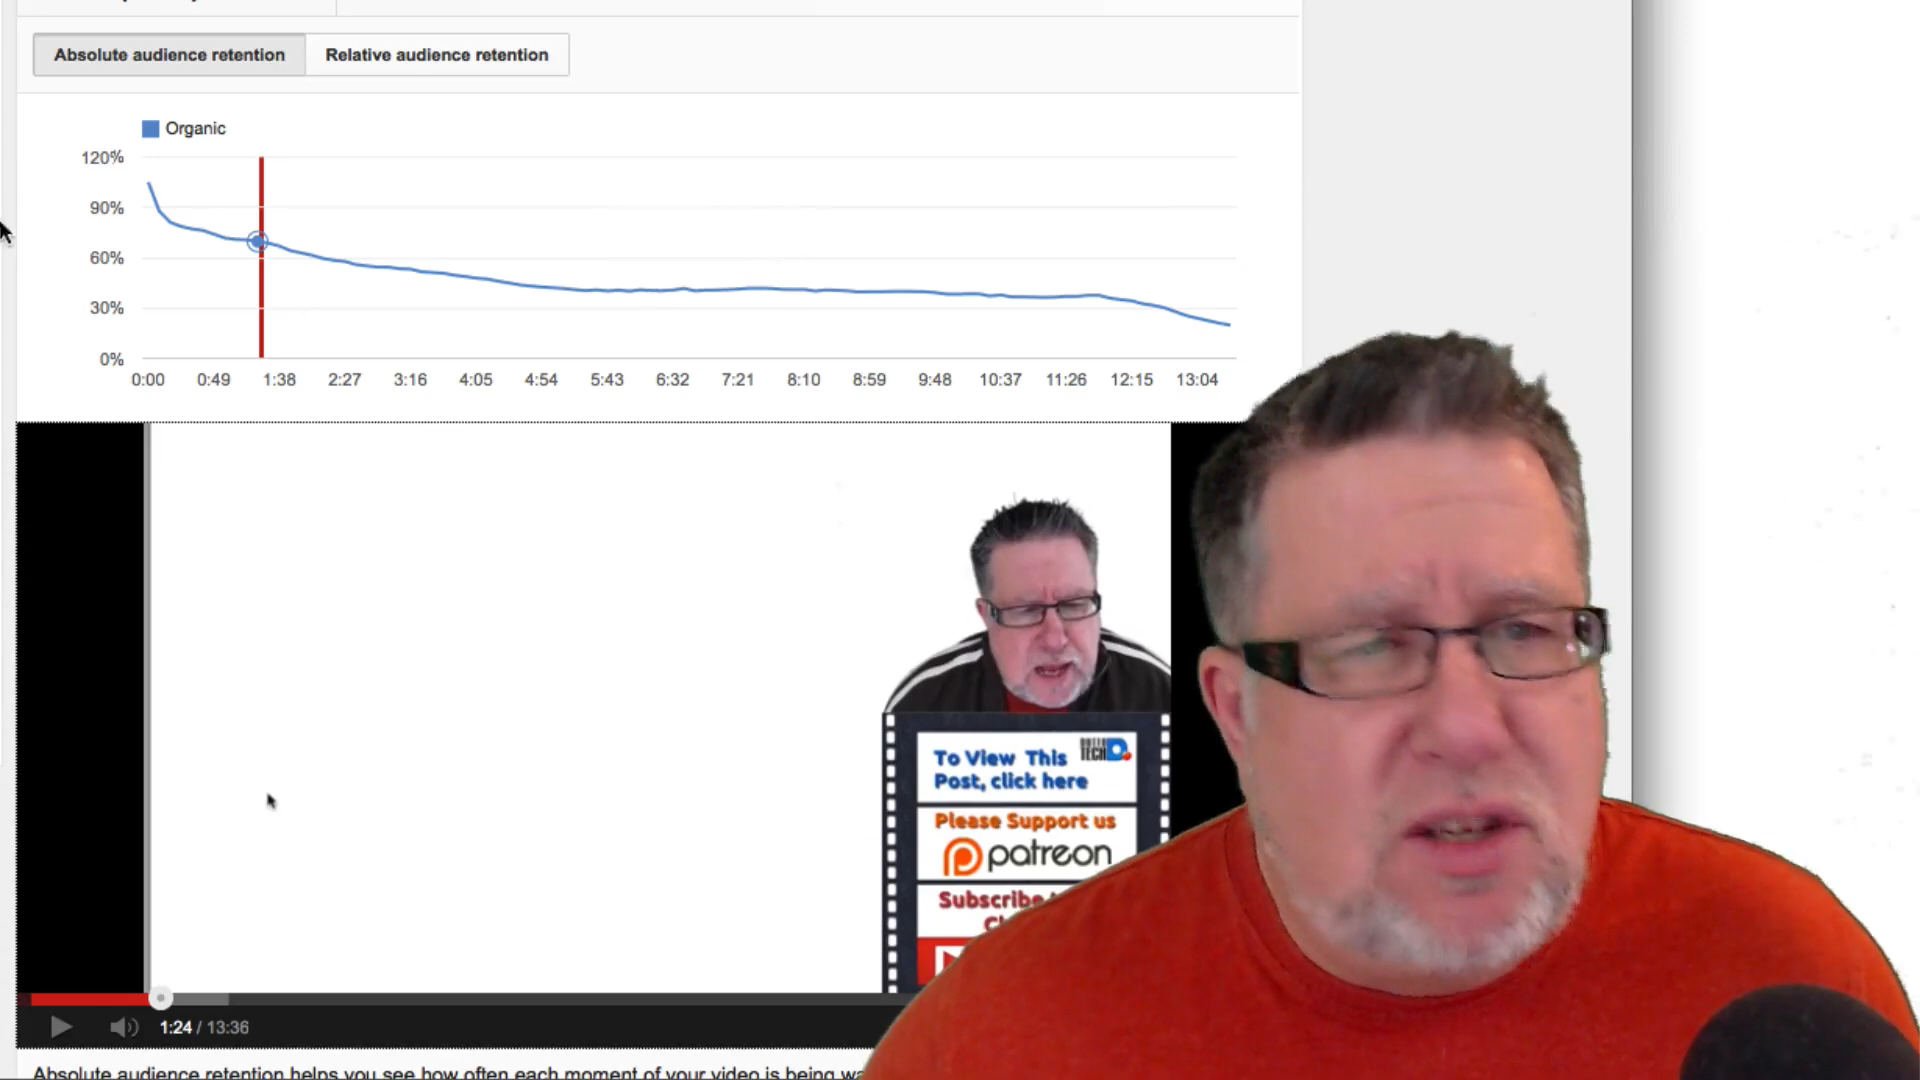 Absolute audience retention
Relative audience retention
Organic
120%
90%
60%
30%
0%
0:00 0:49 1:38 2:27 3:16 4:05 4:54 5:43 6:32 7:21 8:10 8:59 9:48 10:37 11:26 12:15 13:04
TECH
To View This
Post, click here
Please Support us
patreon
Subscribe
1:24 / 13:36
Absolute audience retention helps you see how often each moment of your video is being